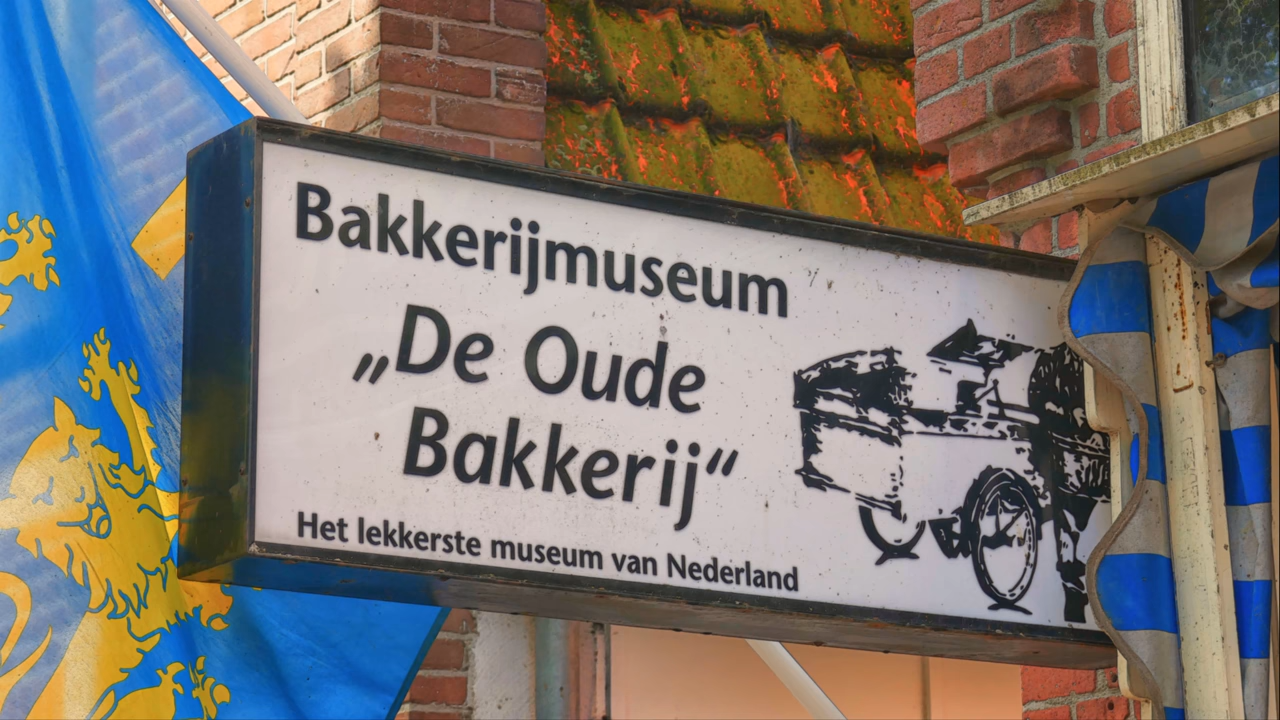 Bakkerijmuseum
„De Oude
Bakkerij“
Het lekkerste museum van Nederland